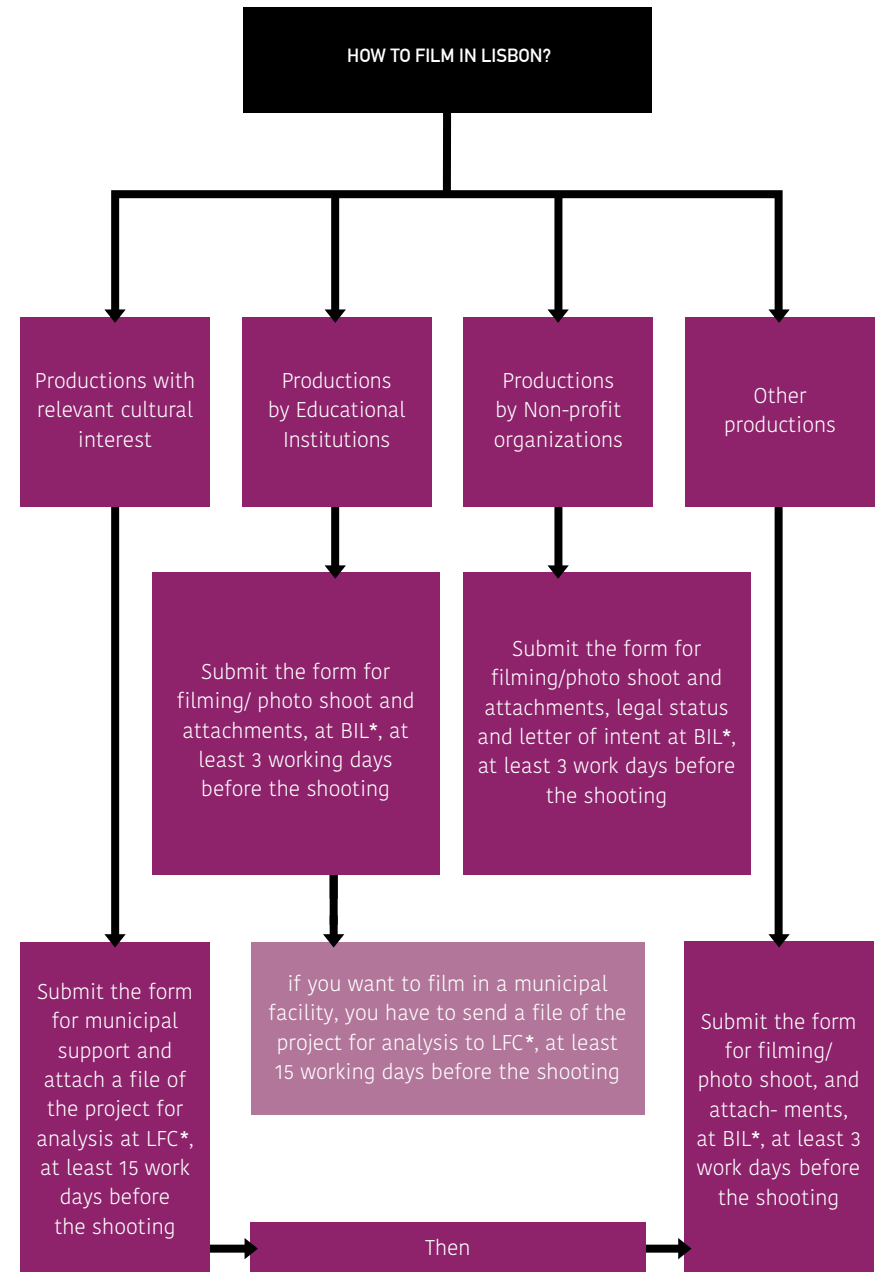 HOW TO FILM IN LISBON?
Productions with
relevant cultural
interest
Productions
by Educational
Institutions
Productions
by Non-profit
organizations
Other
productions
Submit the form for
filming/ photo shoot and
attachments, at BIL*, at
least 3 working days
before the shooting
Submit the form for
filming/photo shoot and
attachments, legal status
and letter of intent at BIL*,
at least 3 work days before
the shooting
Submit the form
for municipal
support and
attach a file of
the project for
analysis at LFC*,
at least 15 work
days before
the shooting
if you want to film in a municipal
facility, you have to send a file of the
project for analysis to LFC*, at least
15 working days before the shooting
Submit the form
for filming/
photo shoot, and
attach- ments,
at BIL*, at least 3
work days before
the shooting
Then